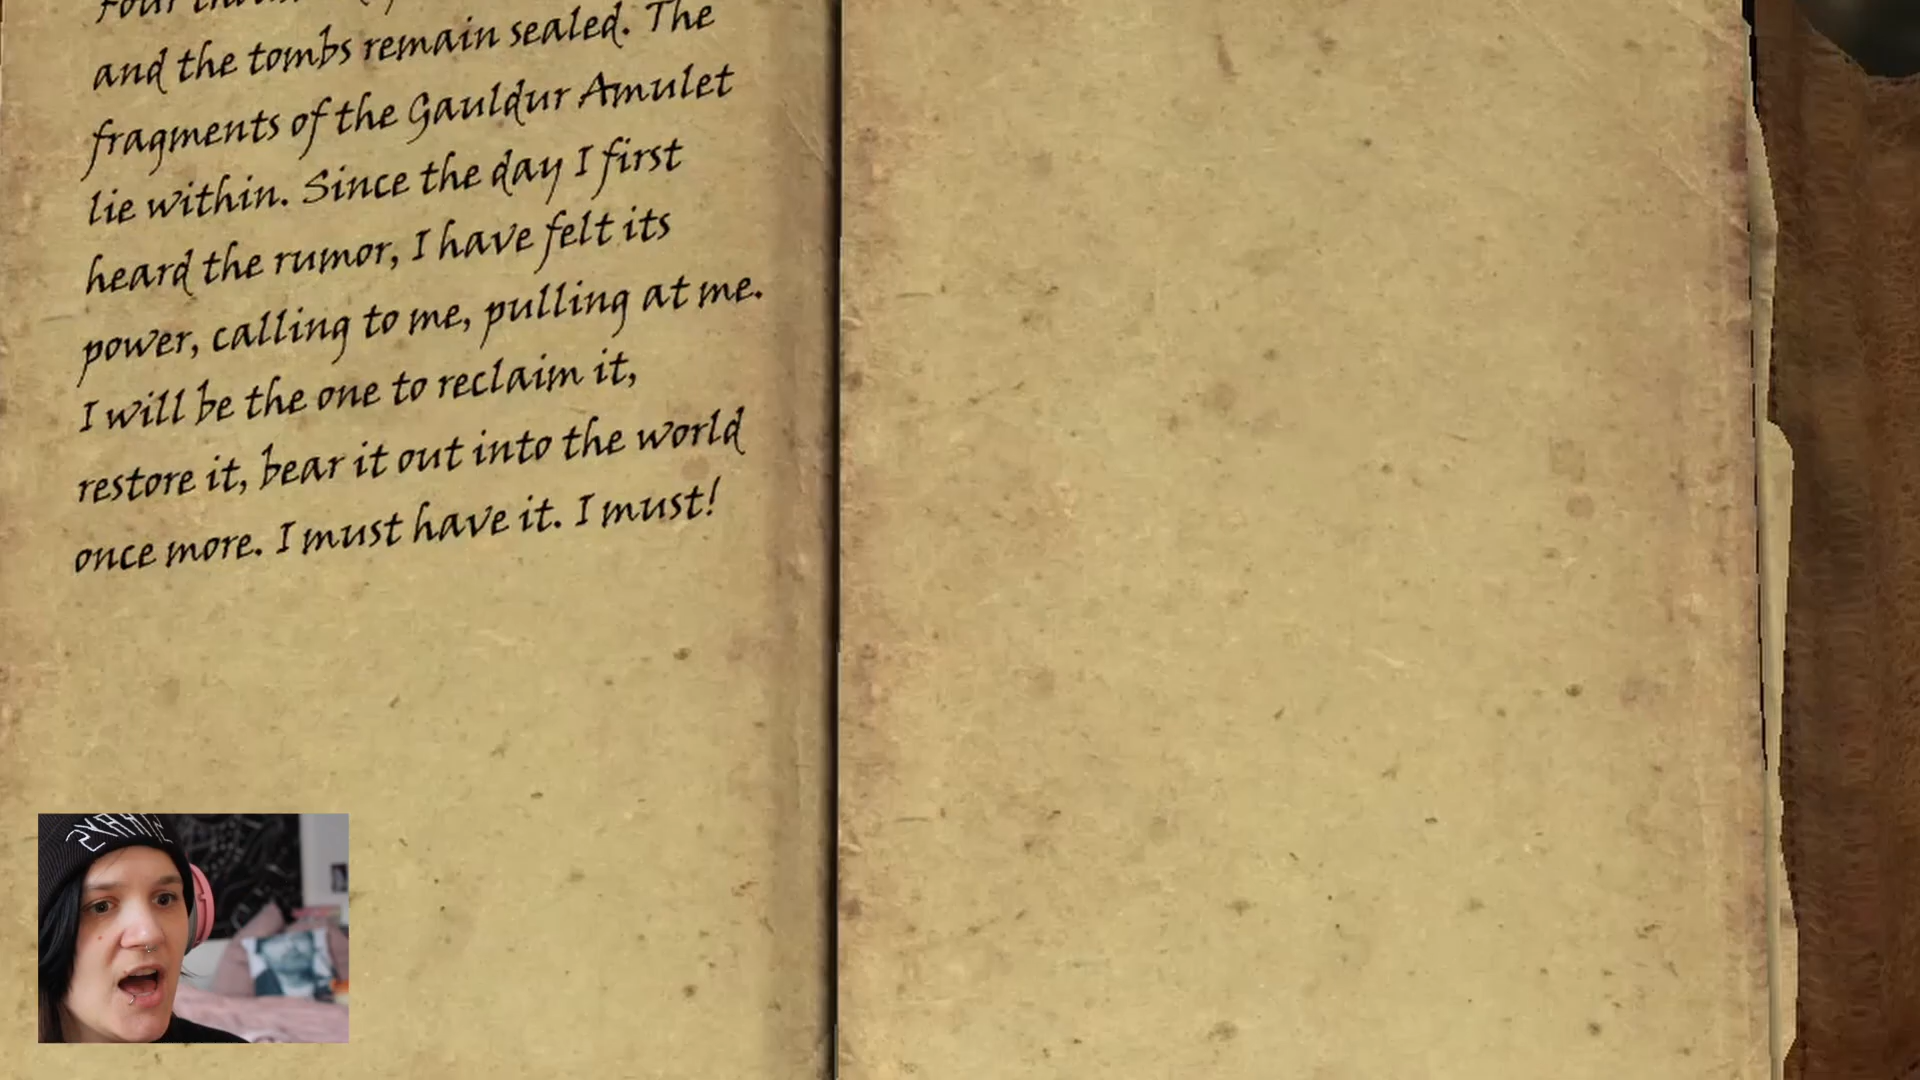 and the tombs remain sealed. The
fragments of the Gauldur Amulet
lie within. Since the day I first
heard the rumor, I have felt its
power, calling to me, pulling at me.
I will be the one to reclaim it,
restore it, bear it out into the world
once more. I must have it. I must!